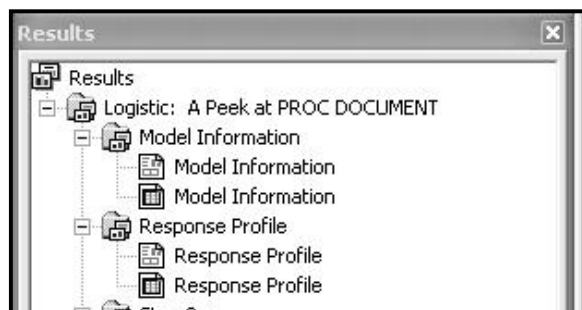 Results
Results
Logistic: A Peek at PROC DOCUMENT
Model Information
Model Information
Model Information
Response Profile
Response Profile
Response Profile